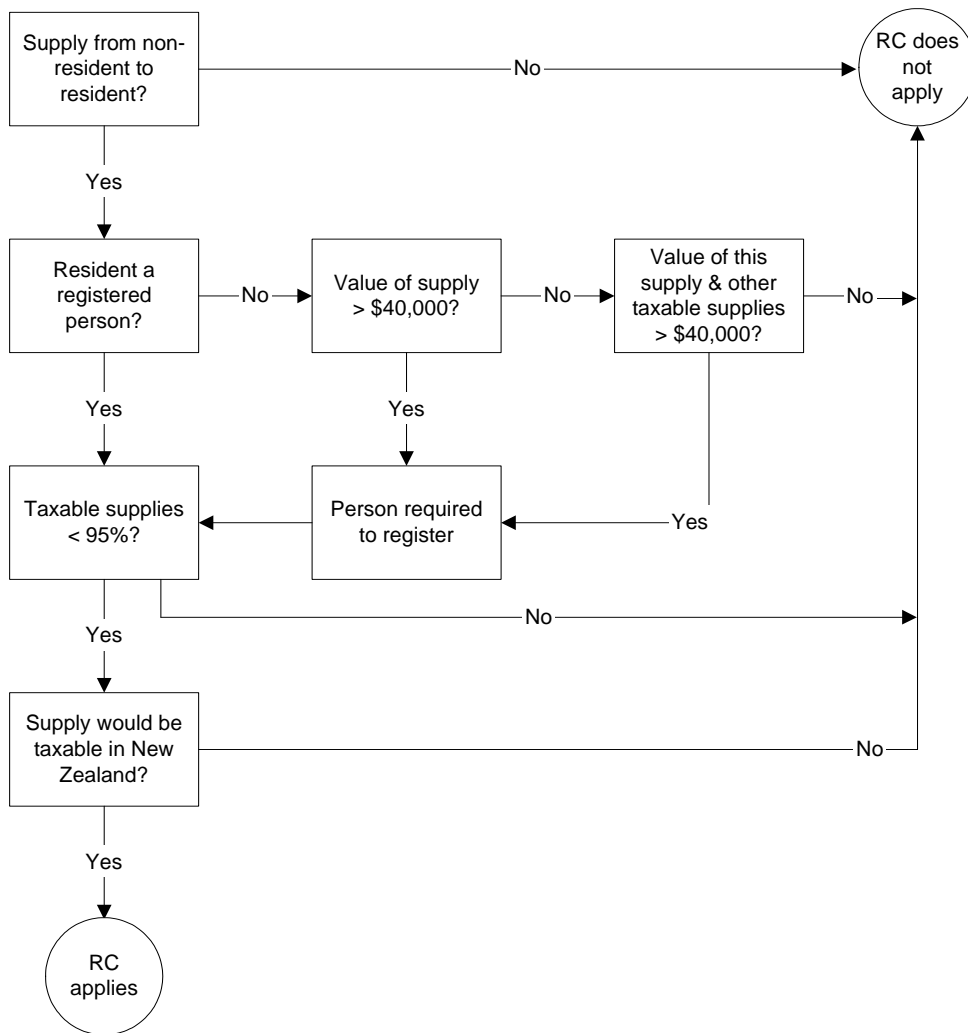 Supply from non-
resident to
resident?
No
RC does
not
apply
Yes
Resident a
registered
person?
No
Value of supply
> $40,000?
No
Value of this
supply & other
taxable supplies
> $40,000?
No
Yes
Yes
Taxable supplies
< 95%?
Person required
to register
Yes
No
Yes
Supply would be
taxable in New
Zealand?
No
Yes
RC
applies